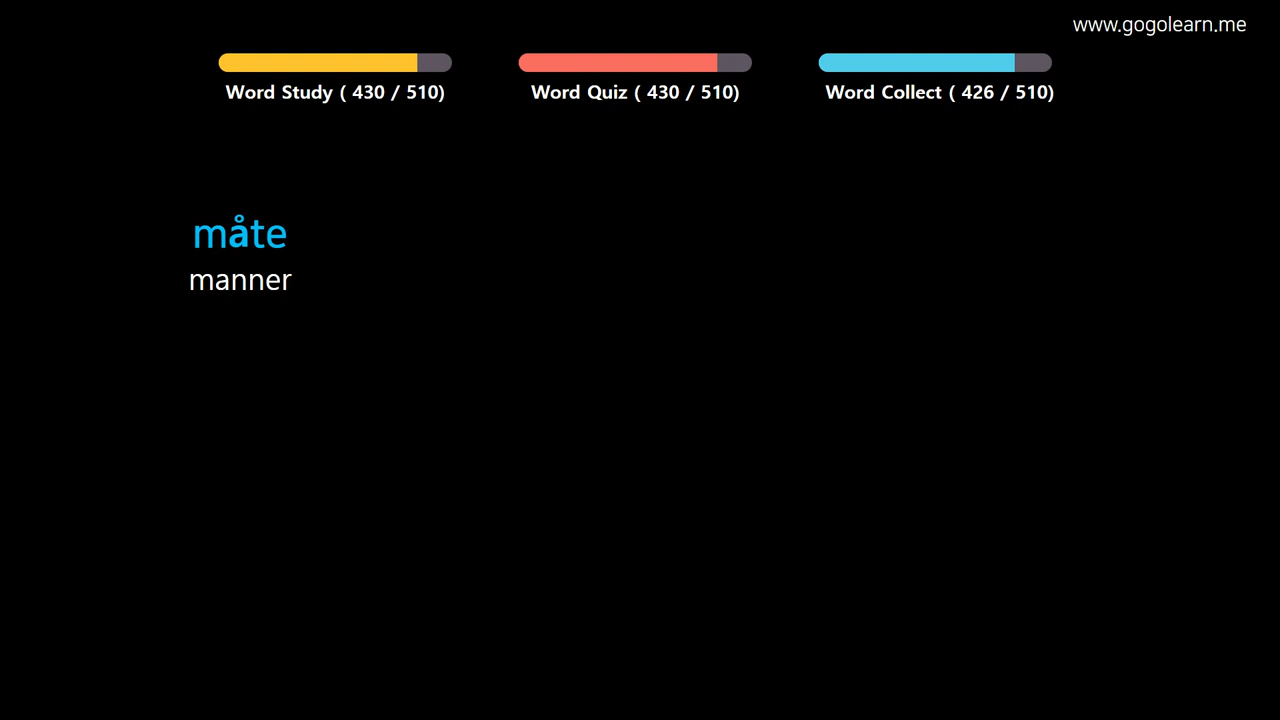 www.gogolearn.me
Word Study ( 430 / 510)
Word Quiz ( 430 / 510)
Word Collect ( 426 / 510)
måte
manner